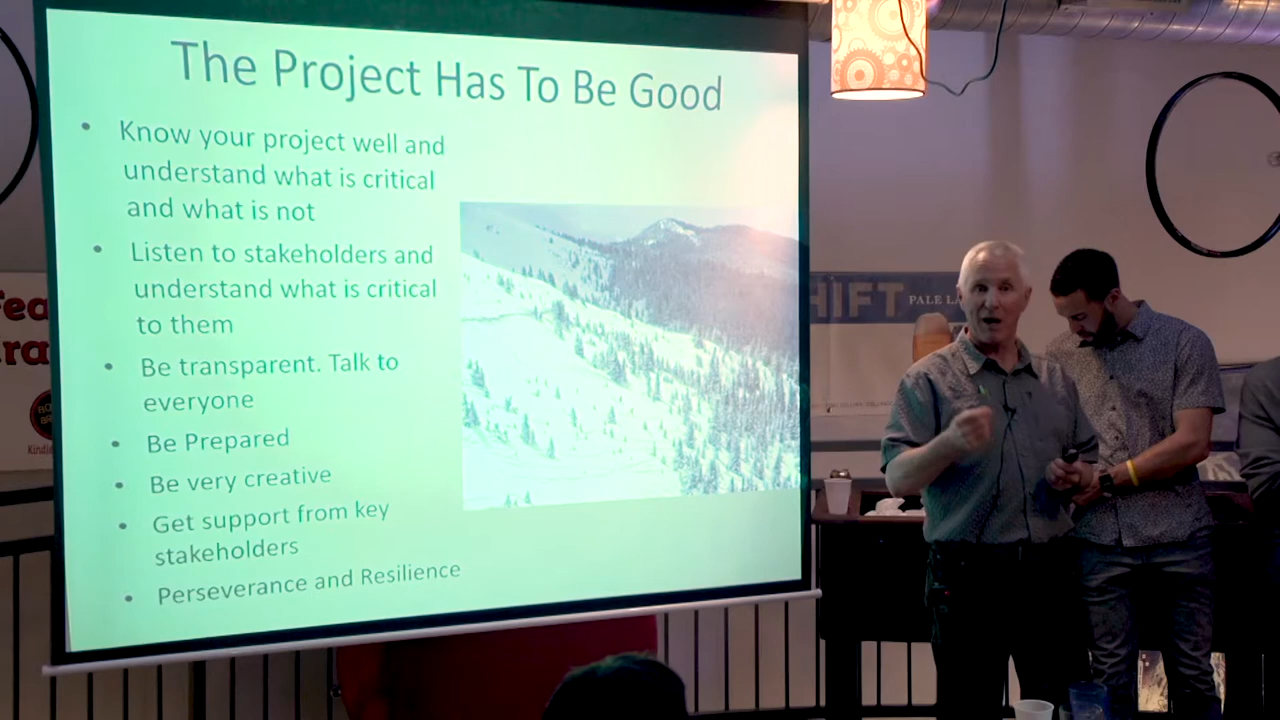 The Project Has To Be Good
• Know your project well and
understand what is critical
and what is not
• Listen to stakeholders and
understand what is critical
to them
• Be transparent. Talk to
everyone
• Be Prepared
• Be very creative
• Get support from key
stakeholders
• Perseverance and Resilience
HIFT
PALE